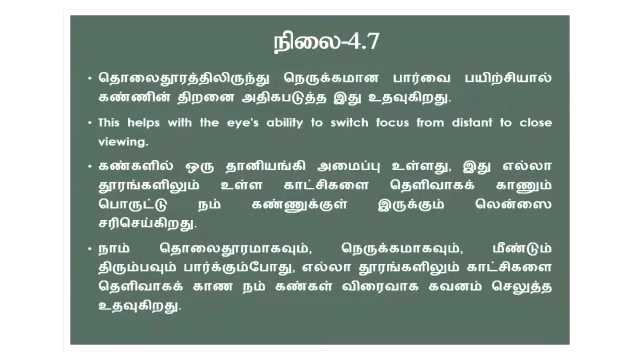 நிலை-4.7
• தொலைதூரத்திலிருந்து நெருக்கமான பார்வை பயிற்சியால்
கண்ணின் திறனை அதிகபடுத்த இது உதவுகிறது.
• This helps with the eye's ability to switch focus from distant to close
viewing.
• கண்களில் ஒரு தானியங்கி அமைப்பு உள்ளது, இது எல்லா
தூரங்களிலும் உள்ள காட்சிகளை தெளிவாகக் காணும்
பொருட்டு நம் கண்ணுக்குள் இருக்கும் லென்ஸை
சரிசெய்கிறது.
• நாம் தொலைதூரமாகவும், நெருக்கமாகவும், மீண்டும்
திரும்பவும் பார்க்கும்போது, எல்லா தூரங்களிலும் காட்சிகளை
தெளிவாகக் காண நம் கண்கள் விரைவாக கவனம் செலுத்த
உதவுகிறது.